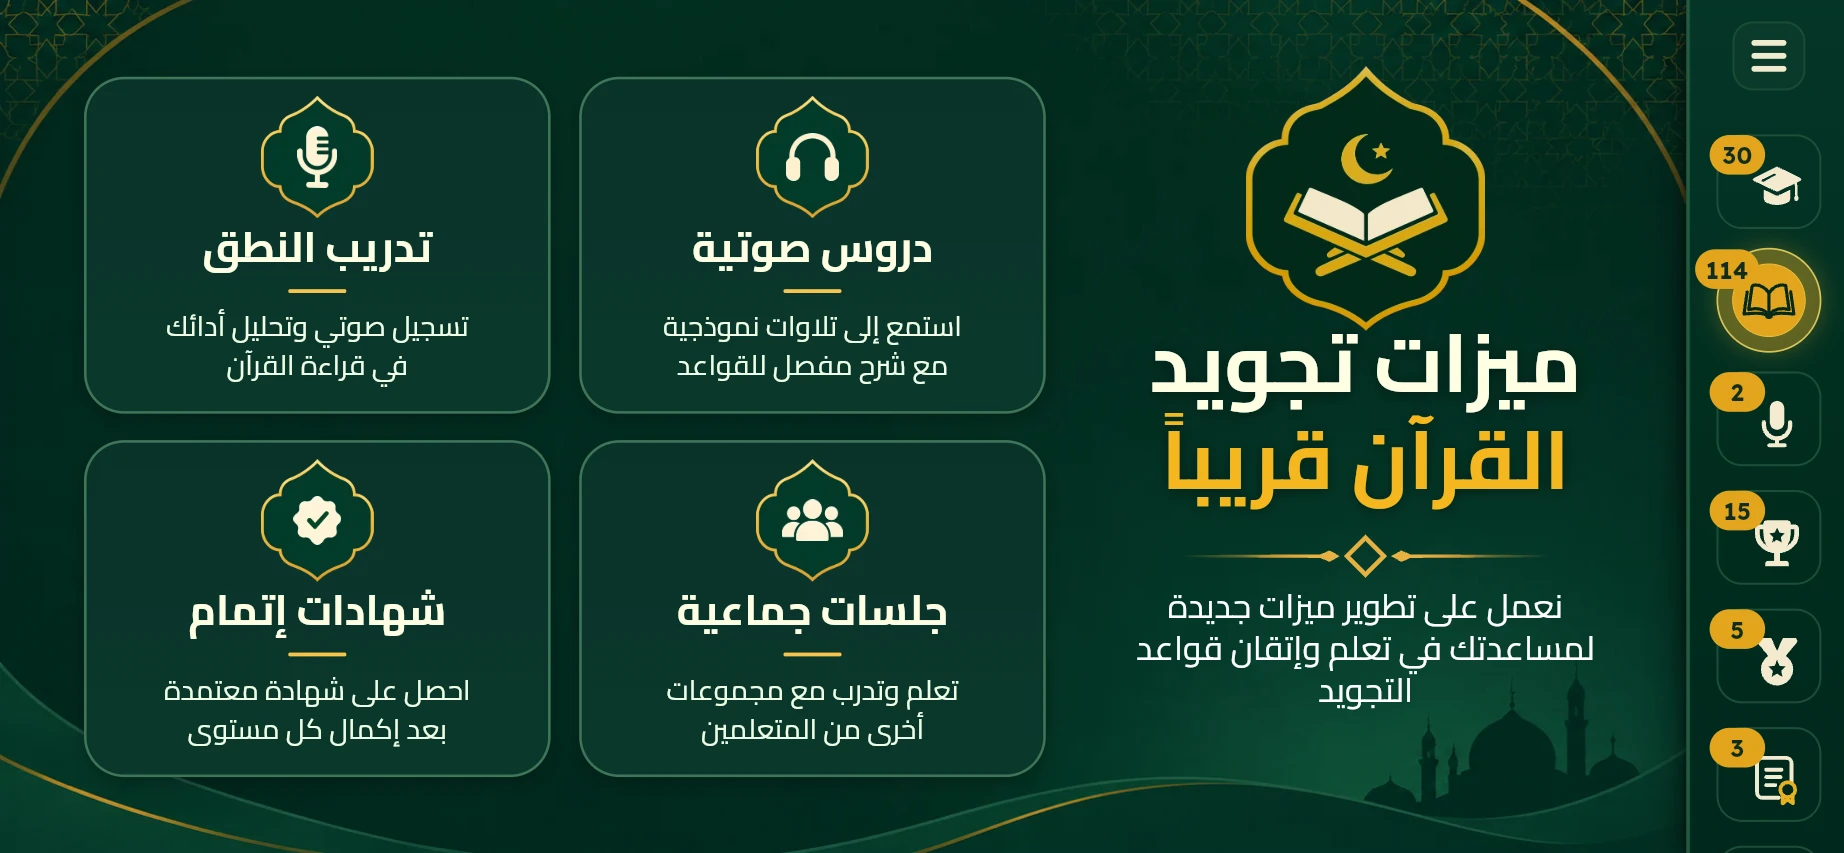 30
114
2
15
5
3
ميزات تجويد
القرآن قريباً
نعمل على تطوير ميزات جديدة
لمساعدتك في تعلم وإتقان قواعد
التجويد
دروس صوتية
استمع إلى تلاوات نموذجية
مع شرح مفصل للقواعد
تدريب النطق
تسجيل صوتي وتحليل أدائك
في قراءة القرآن
جلسات جماعية
تعلم وتدرب مع مجموعات
أخرى من المتعلمين
شهادات إتمام
احصل على شهادة معتمدة
بعد إكمال كل مستوى